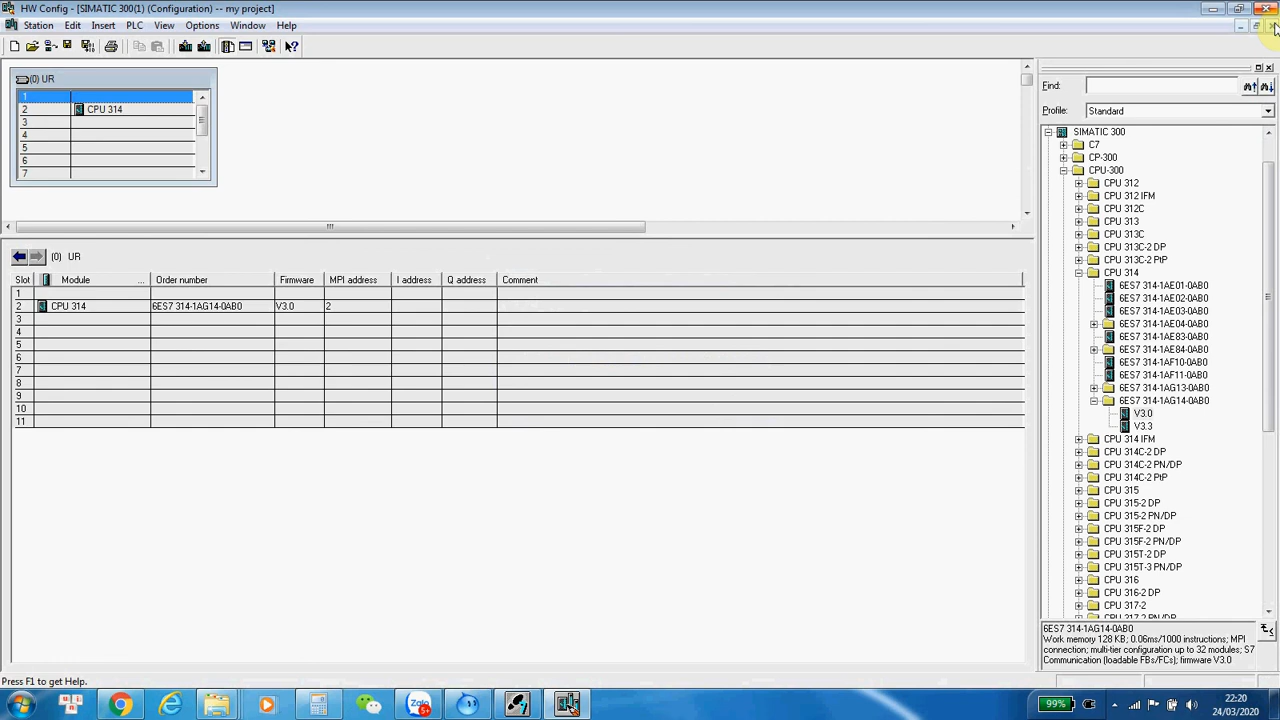 HW Config - [SIMATIC 300(1) (Configuration) -- my project]
Station Edit Insert PLC View Options Window Help
(0) UR
1
2 CPU 314
3
4
5
6
7
Find:
Profile: Standard
SIMATIC 300
C7
CP-300
CPU-300
CPU 312
CPU 312 IFM
CPU 312C
CPU 313
CPU 313C
CPU 313C-2 DP
CPU 313C-2 PtP
CPU 314
6ES7 314-1AE01-0AB0
6ES7 314-1AE02-0AB0
6ES7 314-1AE03-0AB0
6ES7 314-1AE04-0AB0
6ES7 314-1AE83-0AB0
6ES7 314-1AE84-0AB0
6ES7 314-1AF10-0AB0
6ES7 314-1AF11-0AB0
6ES7 314-1AG13-0AB0
6ES7 314-1AG14-0AB0
V3.0
V3.3
CPU 314 IFM
CPU 314C-2 DP
CPU 314C-2 PN/DP
CPU 314C-2 PtP
CPU 315
CPU 315-2 DP
CPU 315-2 PN/DP
CPU 315F-2 DP
CPU 315F-2 PN/DP
CPU 315T-2 DP
CPU 315T-3 PN/DP
CPU 316
CPU 316-2 DP
CPU 317-2
CPU 317-2 PN/DP
(0) UR
Slot Module ... Order number Firmware MPI address I address Q address Comment
1
2 CPU 314 6ES7 314-1AG14-0AB0 V3.0 2
3
4
5
6
7
8
9
10
11
6ES7 314-1AG14-0AB0
Work memory 128 KB; 0.06ms/1000 instructions; MPI
connection; multi-tier configuration up to 32 modules; S7
Communication (loadable FBs/FCs); firmware V3.0
Press F1 to get Help.
Zalo
5+
99%
22:20
24/03/2020